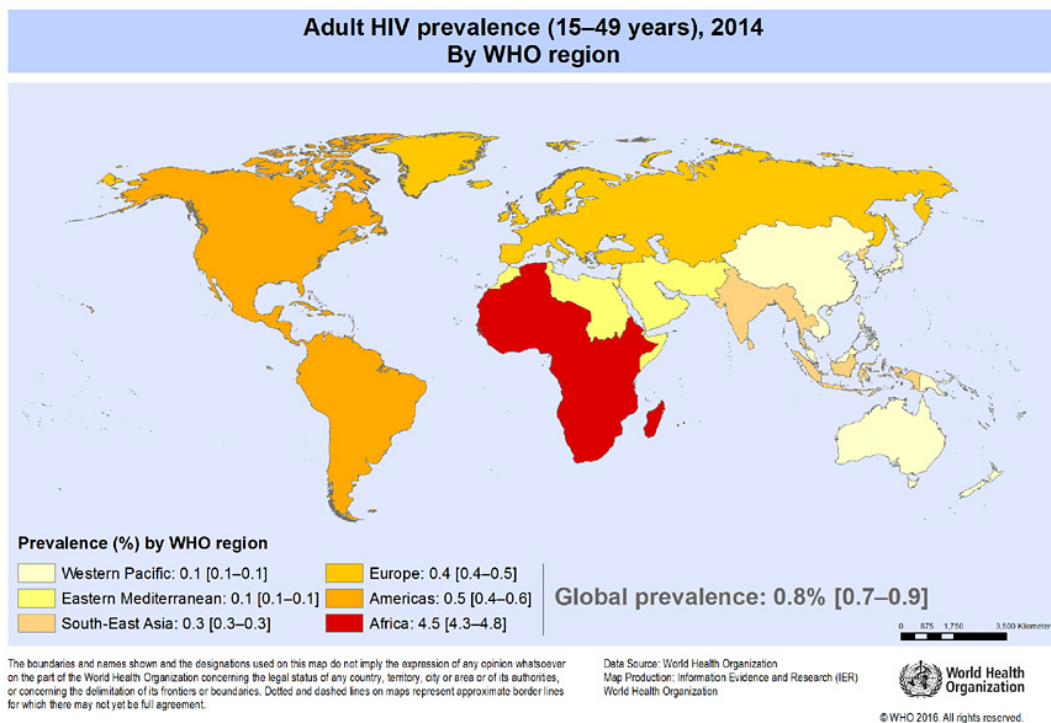 Adult HIV prevalence (15–49 years), 2014
By WHO region
Prevalence (%) by WHO region
Western Pacific: 0.1 [0.1–0.1]
Eastern Mediterranean: 0.1 [0.1–0.1]
South-East Asia: 0.3 [0.3–0.3]
Europe: 0.4 [0.4–0.5]
Americas: 0.5 [0.4–0.6]
Africa: 4.5 [4.3–4.8]
Global prevalence: 0.8% [0.7–0.9]
0 875 1,750 3,500 Kilometer
The boundaries and names shown and the designations used on this map do not imply the expression of any opinion whatsoever
on the part of the World Health Organization concerning the legal status of any country, territory, city or area or of its authorities,
or concerning the delimitation of its frontiers or boundaries. Dotted and dashed lines on maps represent approximate border lines
for which there may not yet be full agreement.
Data Source: World Health Organization
Map Production: Information Evidence and Research (IER)
World Health Organization
World Health
Organization
© WHO 2016. All rights reserved.